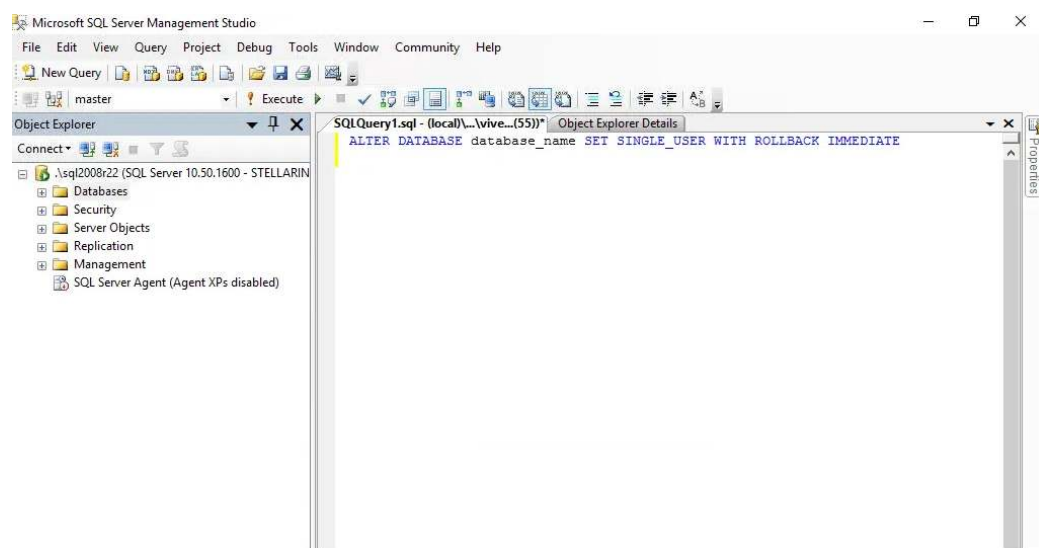 Microsoft SQL Server Management Studio
File Edit View Query Project Debug Tools Window Community Help
New Query
master Execute
Object Explorer
SQLQuery1.sql - (local)\...\vive...(55))* Object Explorer Details
Connect
ALTER DATABASE database_name SET SINGLE_USER WITH ROLLBACK IMMEDIATE
Properties
.\sql2008r22 (SQL Server 10.50.1600 - STELLARIN
Databases
Security
Server Objects
Replication
Management
SQL Server Agent (Agent XPs disabled)